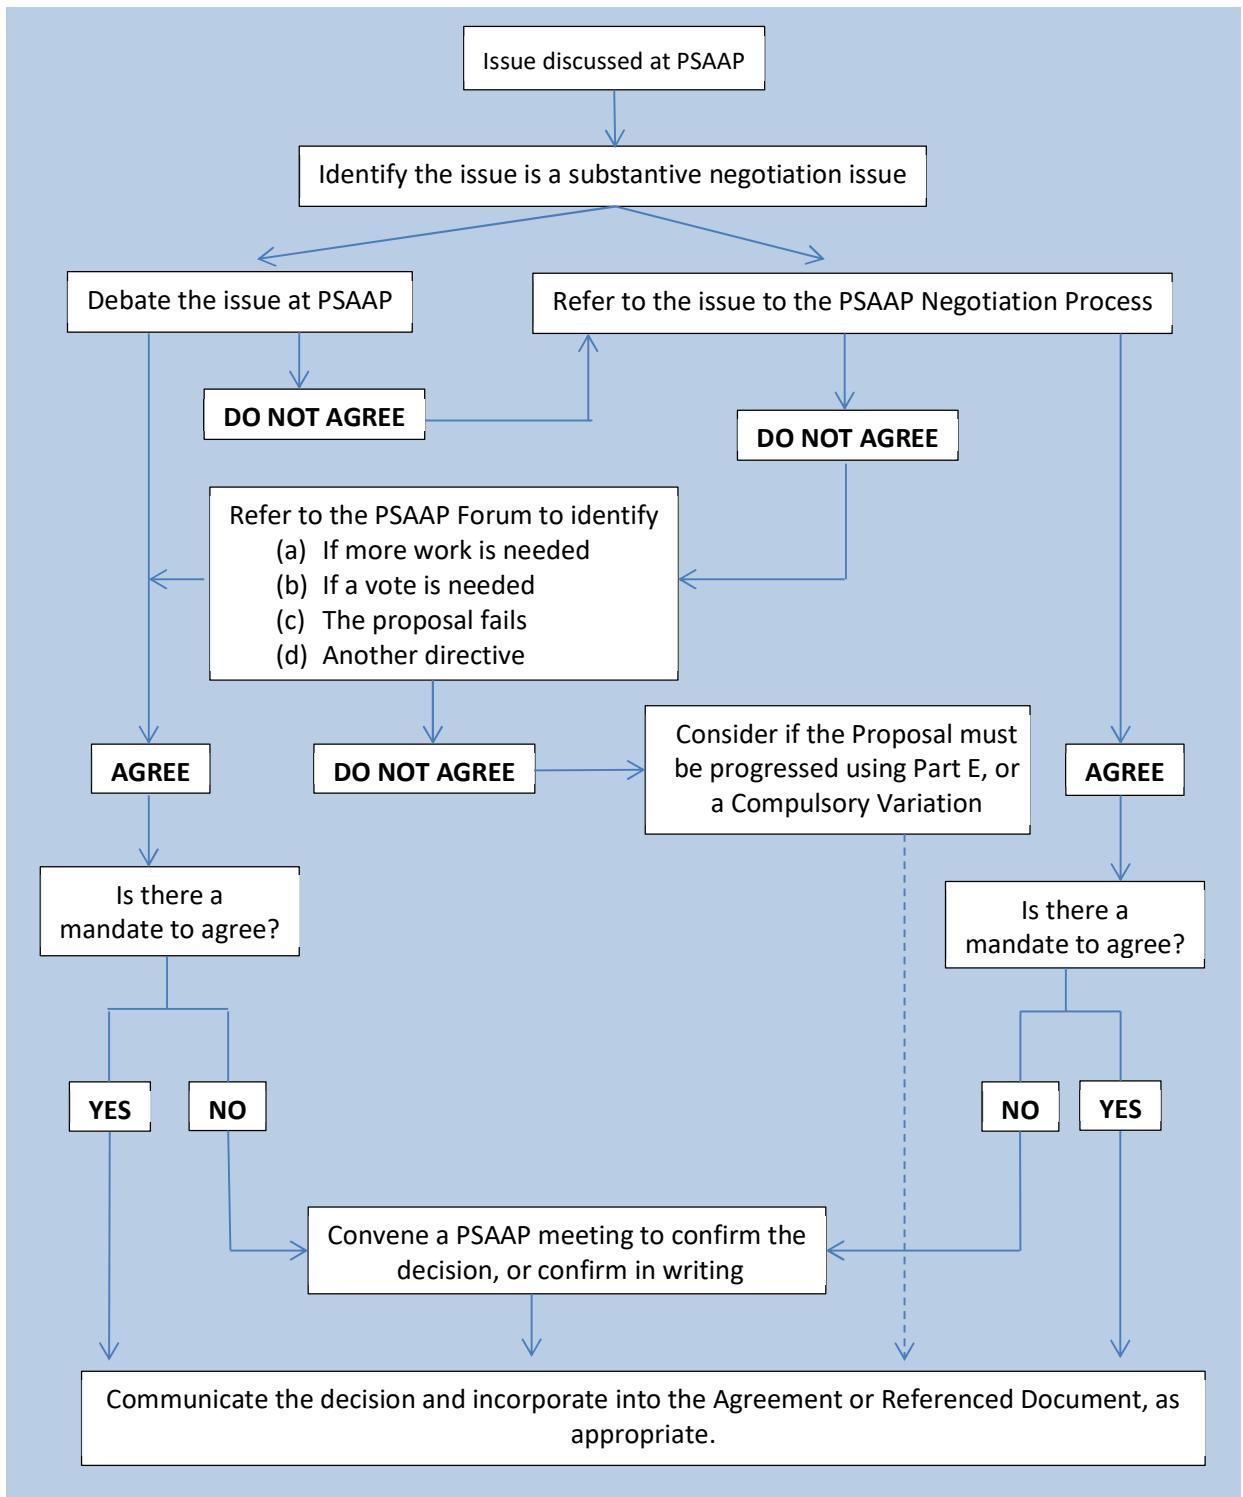 Issue discussed at PSAAP
Identify the issue is a substantive negotiation issue
Debate the issue at PSAAP
Refer to the issue to the PSAAP Negotiation Process
DO NOT AGREE
DO NOT AGREE
Refer to the PSAAP Forum to identify
(a) If more work is needed
(b) If a vote is needed
(c) The proposal fails
(d) Another directive
Consider if the Proposal must
be progressed using Part E, or
a Compulsory Variation
AGREE
DO NOT AGREE
AGREE
Is there a
mandate to agree?
Is there a
mandate to agree?
YES
NO
NO
YES
Convene a PSAAP meeting to confirm the
decision, or confirm in writing
Communicate the decision and incorporate into the Agreement or Referenced Document, as
appropriate.